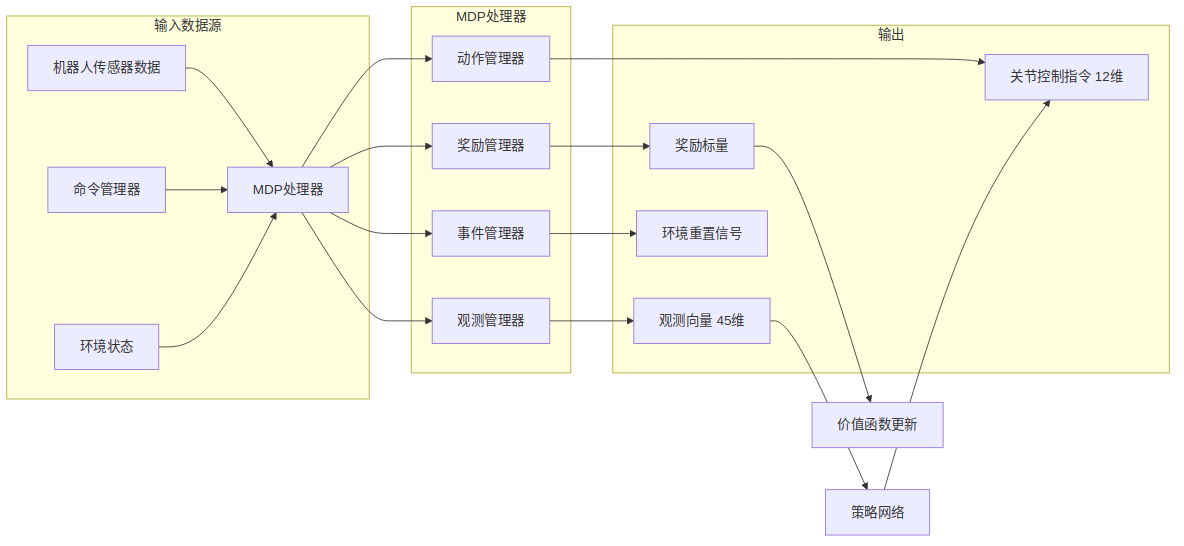 输入数据源
机器人传感器数据
命令管理器
MDP处理器
环境状态
MDP处理器
动作管理器
奖励管理器
事件管理器
观测管理器
输出
关节控制指令 12维
奖励标量
环境重置信号
观测向量 45维
价值函数更新
策略网络